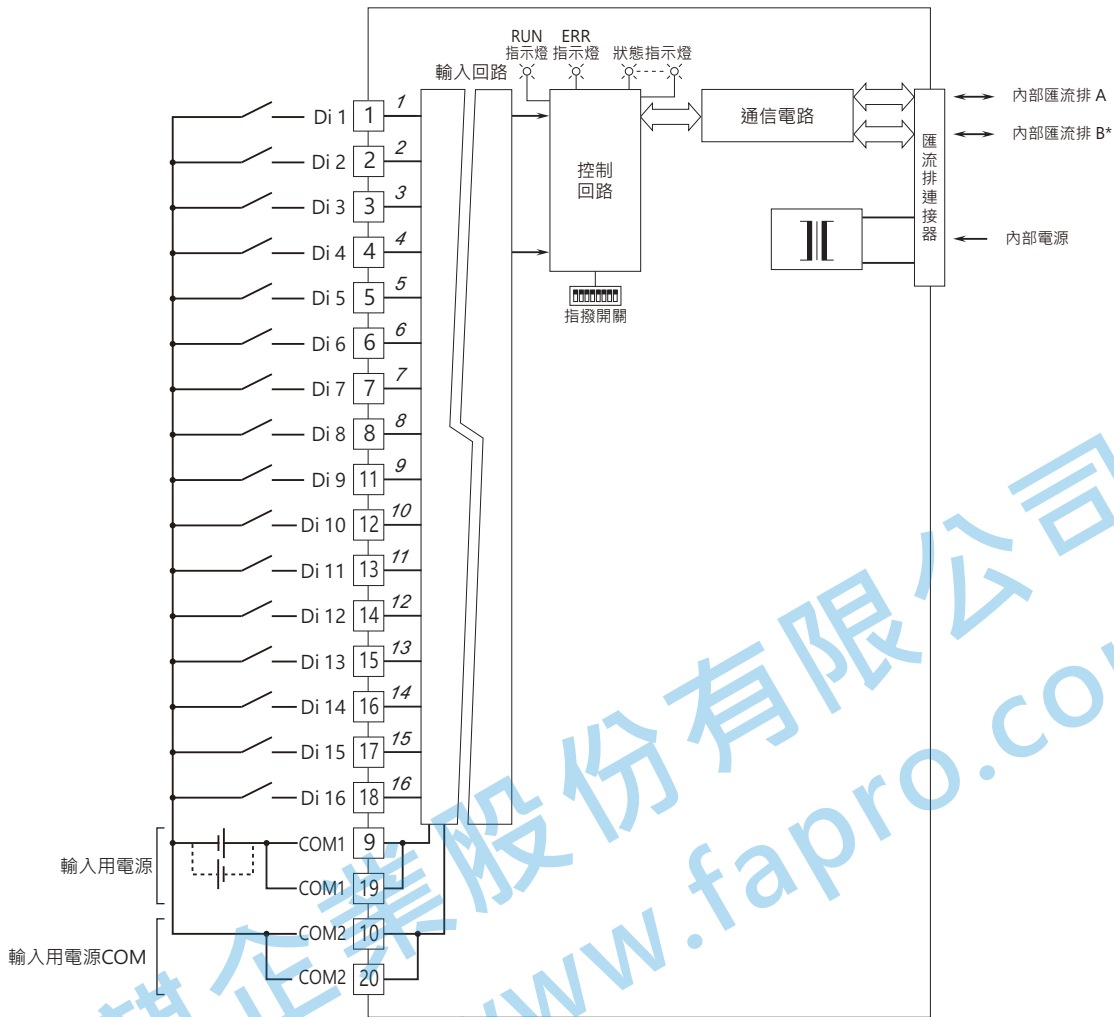 RUN ERR
指示燈 指示燈 狀態指示燈
輸入回路
Di 1 1 1
Di 2 2 2
Di 3 3 3
Di 4 4 4
Di 5 5 5
Di 6 6 6
Di 7 7 7
Di 8 8 8
Di 9 11 9
Di 10 12 10
Di 11 13 11
Di 12 14 12
Di 13 15 13
Di 14 16 14
Di 15 17 15
Di 16 18 16
COM1 9
COM1 19
COM2 10
COM2 20
輸入用電源
輸入用電源COM
控制
回路
指撥開關
通信電路
匯流排連接器
內部匯流排 A
內部匯流排 B*
內部電源
企業股份有限公司
www.fapro.co